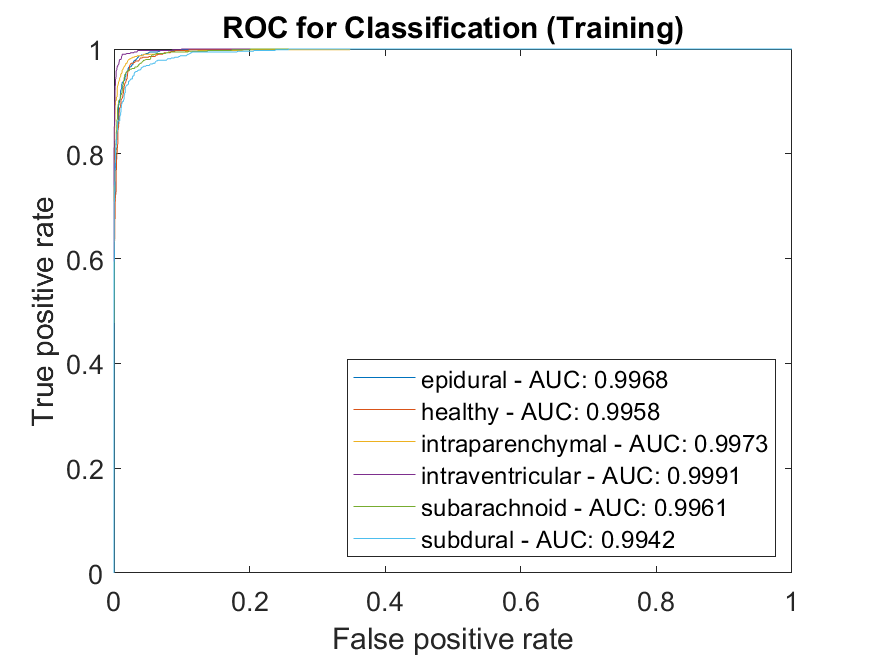 ROC for Classification (Training)
1
0.8
0.6
0.4
0.2
0
True positive rate
epidural - AUC: 0.9968
healthy - AUC: 0.9958
intraparenchymal - AUC: 0.9973
intraventricular - AUC: 0.9991
subarachnoid - AUC: 0.9961
subdural - AUC: 0.9942
0 0.2 0.4 0.6 0.8 1
False positive rate